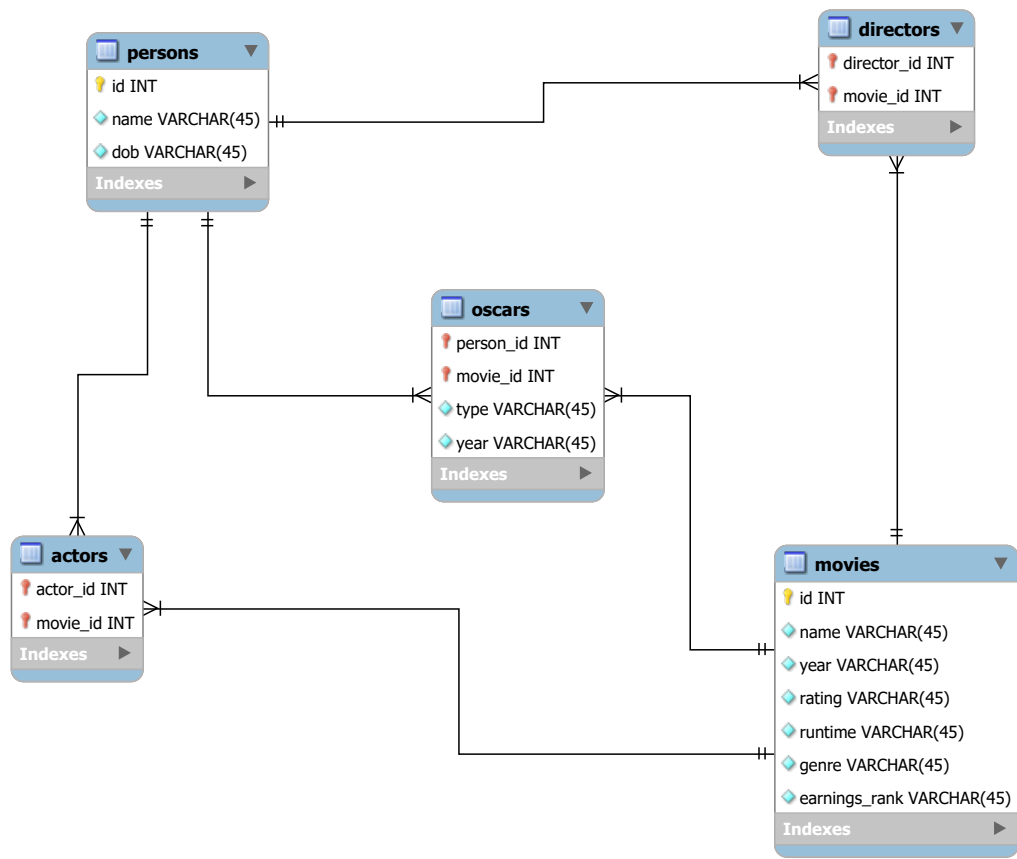 persons
id INT
name VARCHAR(45)
dob VARCHAR(45)
Indexes
directors
director_id INT
movie_id INT
Indexes
oscars
person_id INT
movie_id INT
type VARCHAR(45)
year VARCHAR(45)
Indexes
actors
actor_id INT
movie_id INT
Indexes
movies
id INT
name VARCHAR(45)
year VARCHAR(45)
rating VARCHAR(45)
runtime VARCHAR(45)
genre VARCHAR(45)
earnings_rank VARCHAR(45)
Indexes